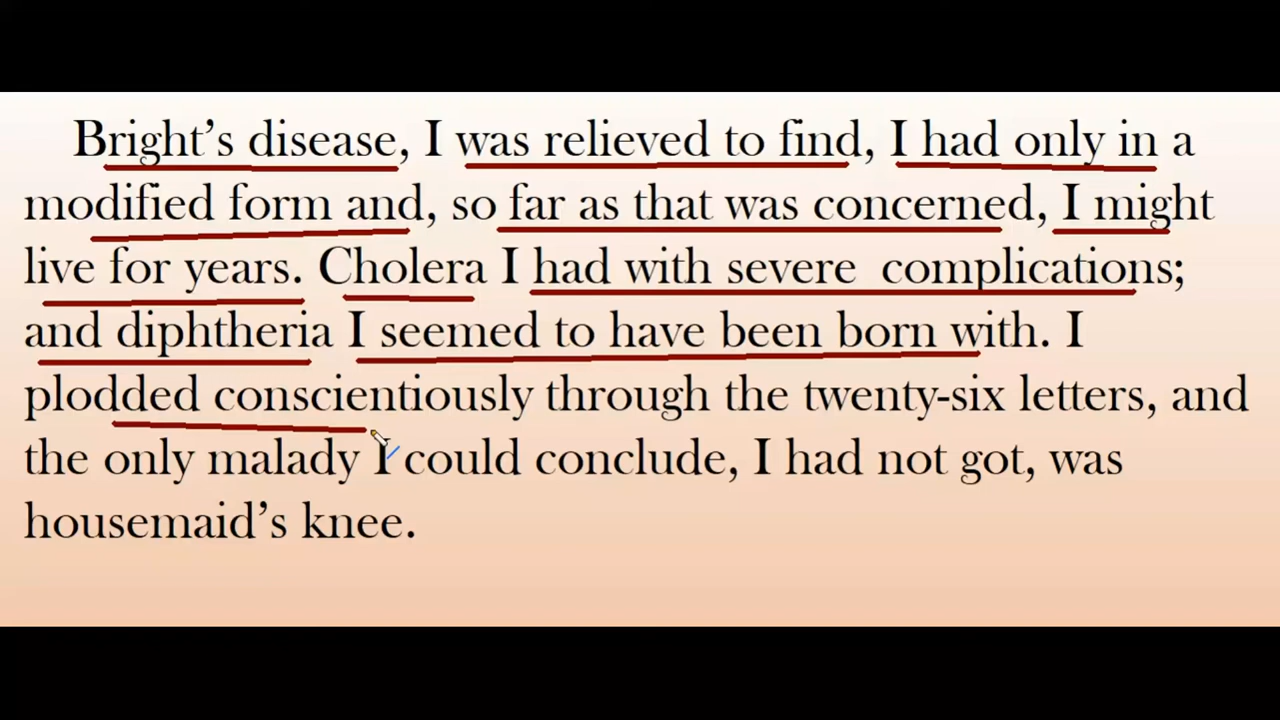 Bright’s disease, I was relieved to find, I had only in a
modified form and, so far as that was concerned, I might
live for years. Cholera I had with severe complications;
and diphtheria I seemed to have been born with. I
plodded conscientiously through the twenty-six letters, and
the only malady I could conclude, I had not got, was
housemaid’s knee.